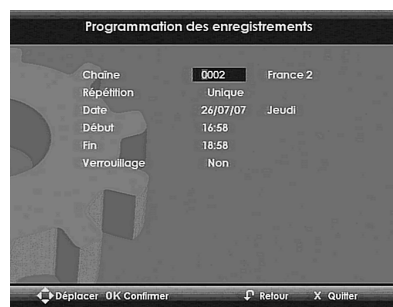 Programmation des enregistrements
Chaîne 0002 France 2
Répétition Unique
Date 26/07/07 Jeudi
Début 16:58
Fin 18:58
Verrouillage Non
Déplacer OK Confirmer Retour X Quitter